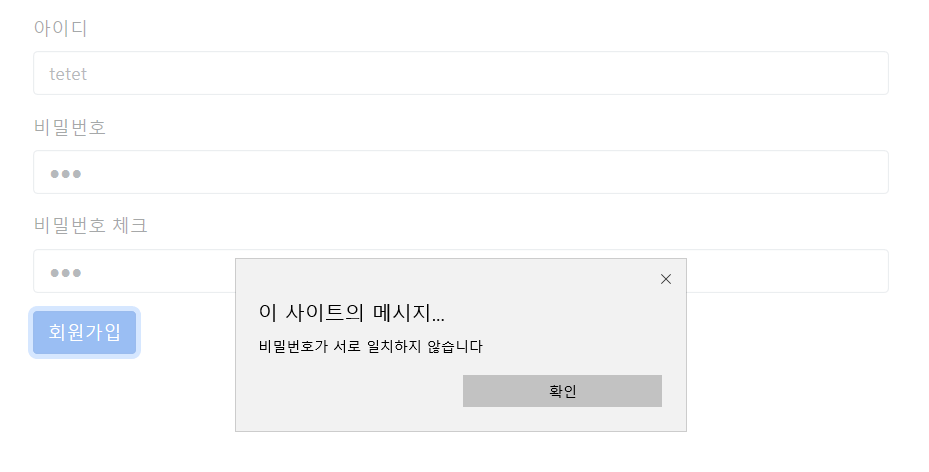 아이디
tetet
비밀번호
●●●
비밀번호 체크
●●●
회원가입
이 사이트의 메시지...
비밀번호가 서로 일치하지 않습니다
확인